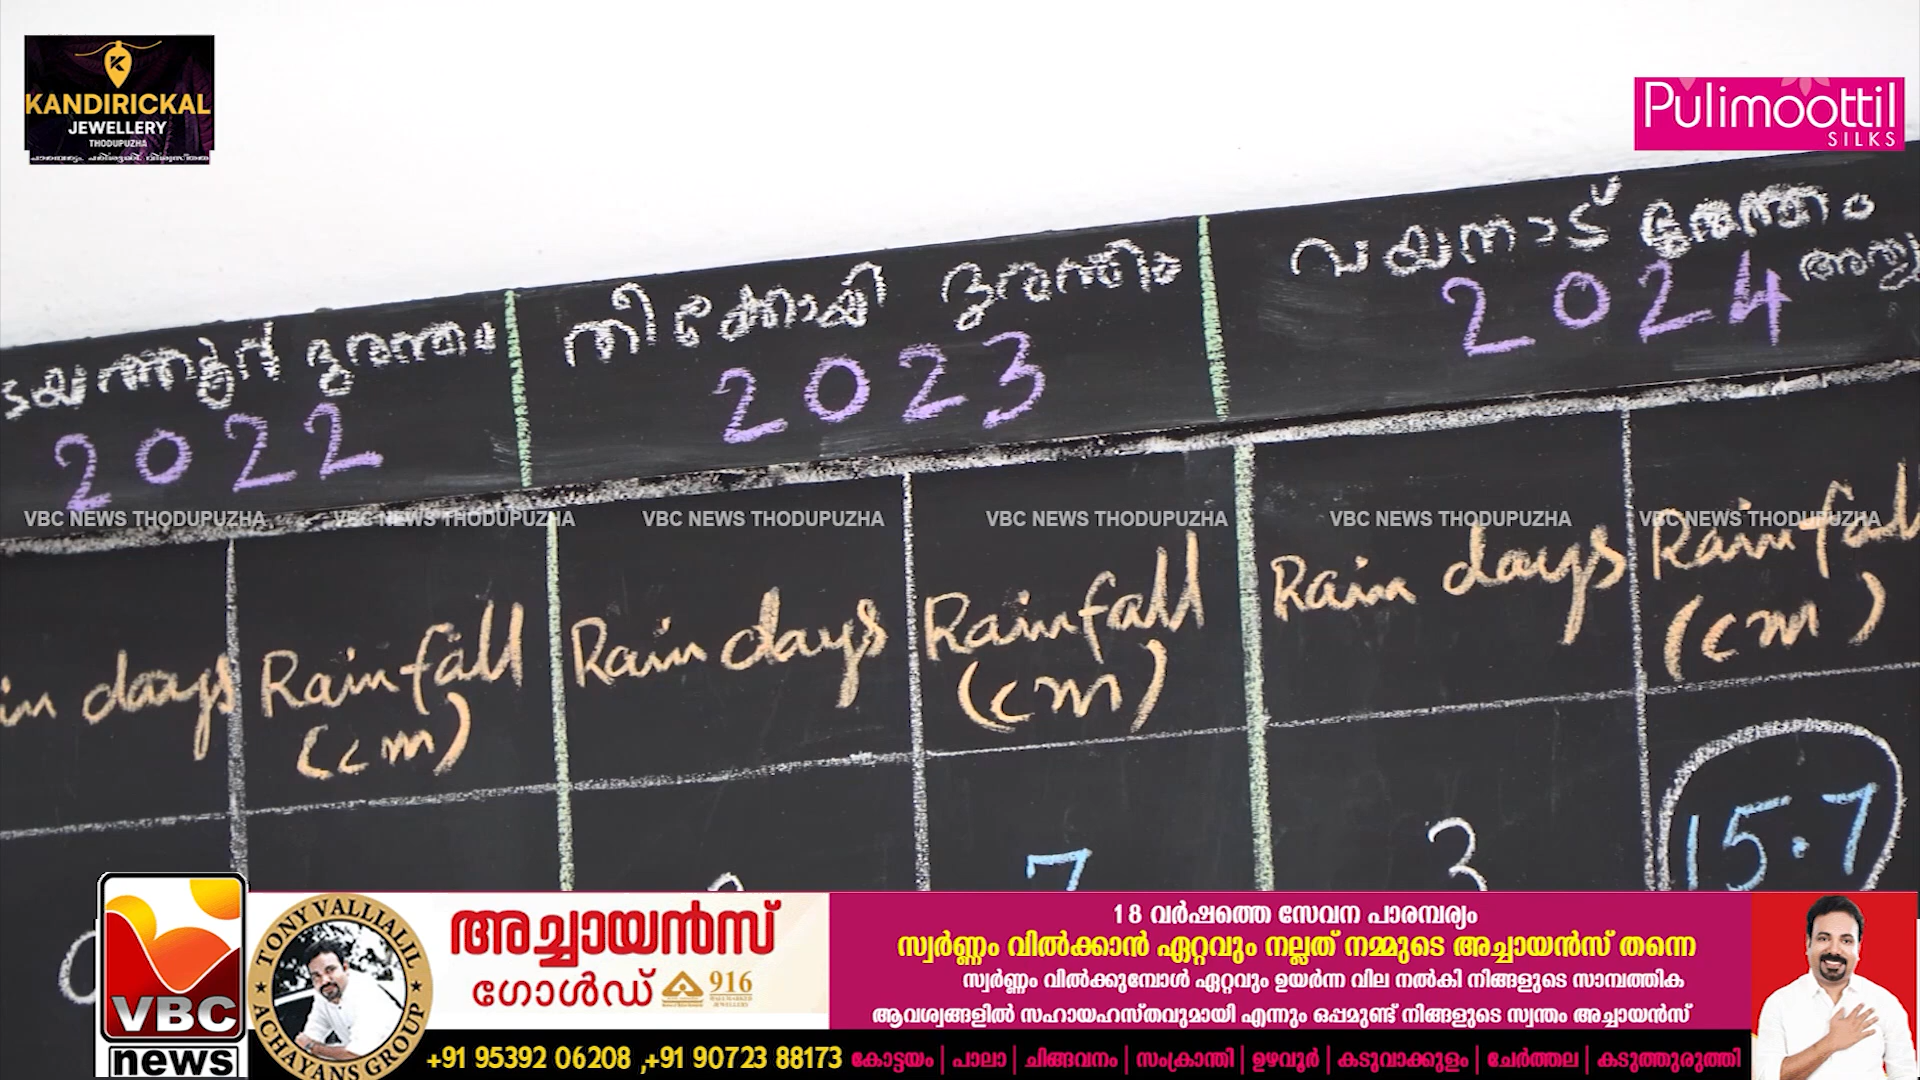 KANDIRICKAL
JEWELLERY
THODUPUZHA
Pulimoottil
SILKS
ദുരന്തം
2022
തീക്കോയി ദുരന്തം
2023
വയനാട് ദുരന്തം
2024
VBC NEWS THODUPUZHA VBC NEWS THODUPUZHA VBC NEWS THODUPUZHA VBC NEWS THODUPUZHA VBC NEWS THODUPUZHA VBC NEWS THODUPUZHA
in days Rainfall (cm) Rain days Rainfall (cm) Rain days Rainfall (cm)
7 3 15.7
VBC
news
TONY VALLIALIL
ACHAYANS GROUP
അച്ചായൻസ്
ഗോൾഡ് 916
18 വർഷത്തെ സേവന പാരമ്പര്യം
സ്വർണ്ണം വിൽക്കാൻ ഏറ്റവും നല്ലത് നമ്മുടെ അച്ചായൻസ് തന്നെ
സ്വർണ്ണം വിൽക്കുമ്പോൾ ഏറ്റവും ഉയർന്ന വില നൽകി നിങ്ങളുടെ സാമ്പത്തിക
ആവശ്യങ്ങളിൽ സഹായഹസ്തവുമായി എന്നും ഒപ്പമുണ്ട് നിങ്ങളുടെ സ്വന്തം അച്ചായൻസ്
+91 95392 06208 ,+91 90723 88173 കോട്ടയം | പാലാ | ചിങ്ങവനം | സംക്രാന്തി | ഉഴവൂർ | കടുവാക്കുളം | ചേർത്തല | കടുത്തുരുത്തി